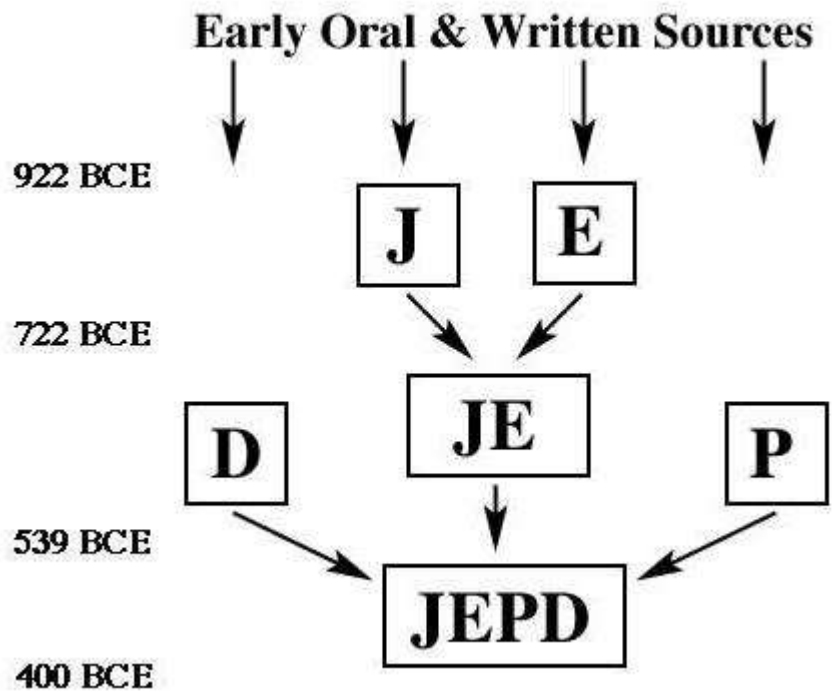 Early Oral & Written Sources
922 BCE
J E
722 BCE
D JE P
539 BCE
JEPD
400 BCE